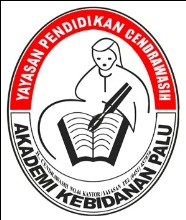 YAYASAN PENDIDIKAN CENDRAWASIH
AKADEMI KEBIDANAN PALU